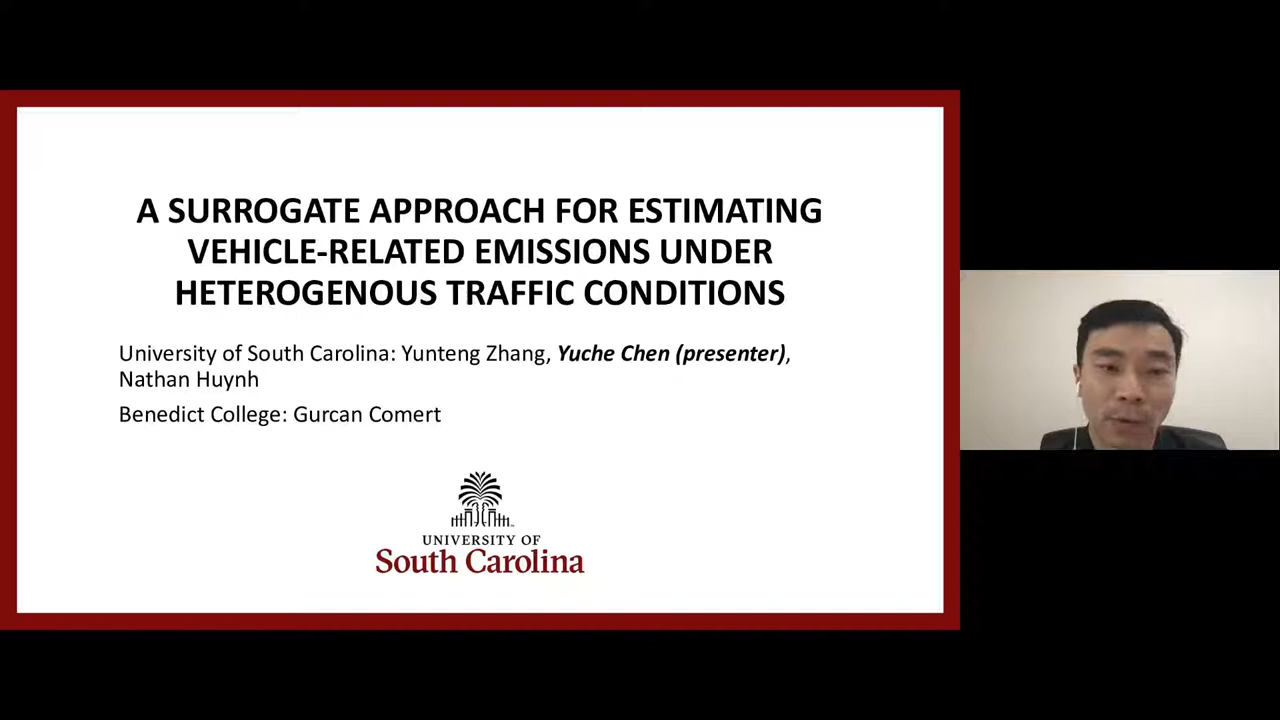 A SURROGATE APPROACH FOR ESTIMATING
VEHICLE-RELATED EMISSIONS UNDER
HETEROGENOUS TRAFFIC CONDITIONS
University of South Carolina: Yunteng Zhang, Yuche Chen (presenter),
Nathan Huynh
Benedict College: Gurcan Comert
UNIVERSITY OF
South Carolina